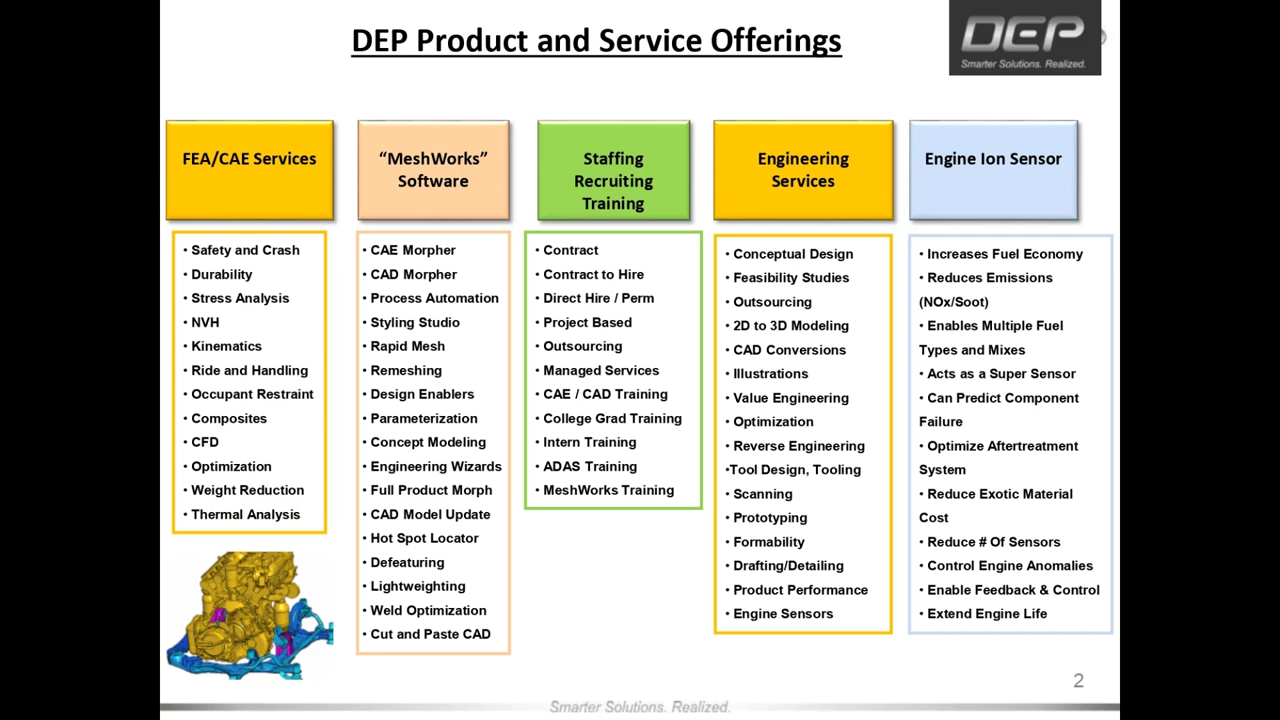 DEP Product and Service Offerings
DEP
Smarter Solutions. Realized.
FEA/CAE Services
• Safety and Crash
• Durability
• Stress Analysis
• NVH
• Kinematics
• Ride and Handling
• Occupant Restraint
• Composites
• CFD
• Optimization
• Weight Reduction
• Thermal Analysis
“MeshWorks”
Software
• CAE Morpher
• CAD Morpher
• Process Automation
• Styling Studio
• Rapid Mesh
• Remeshing
• Design Enablers
• Parameterization
• Concept Modeling
• Engineering Wizards
• Full Product Morph
• CAD Model Update
• Hot Spot Locator
• Defeaturing
• Lightweighting
• Weld Optimization
• Cut and Paste CAD
Staffing
Recruiting
Training
• Contract
• Contract to Hire
• Direct Hire / Perm
• Project Based
• Outsourcing
• Managed Services
• CAE / CAD Training
• College Grad Training
• Intern Training
• ADAS Training
• MeshWorks Training
Engineering
Services
• Conceptual Design
• Feasibility Studies
• Outsourcing
• 2D to 3D Modeling
• CAD Conversions
• Illustrations
• Value Engineering
• Optimization
• Reverse Engineering
•Tool Design, Tooling
• Scanning
• Prototyping
• Formability
• Drafting/Detailing
• Product Performance
• Engine Sensors
Engine Ion Sensor
• Increases Fuel Economy
• Reduces Emissions
(NOx/Soot)
• Enables Multiple Fuel
Types and Mixes
• Acts as a Super Sensor
• Can Predict Component
Failure
• Optimize Aftertreatment
System
• Reduce Exotic Material
Cost
• Reduce # Of Sensors
• Control Engine Anomalies
• Enable Feedback & Control
• Extend Engine Life
2
Smarter Solutions. Realized.